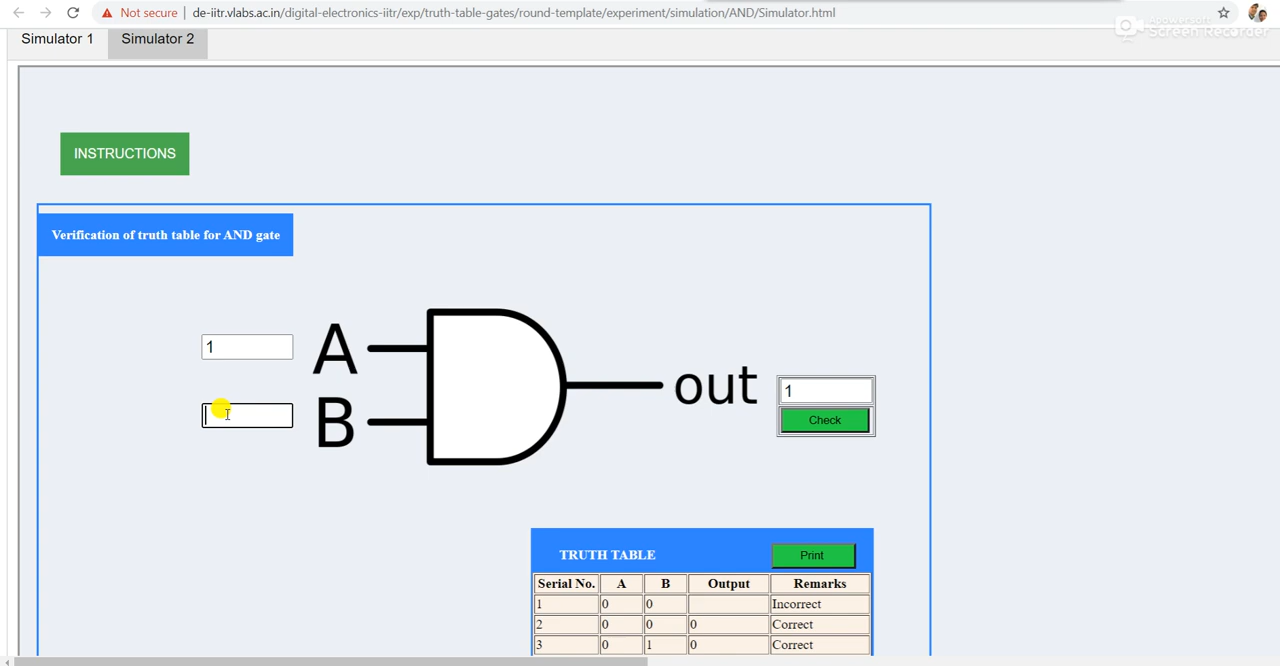 Not secure
de-iitr.vlabs.ac.in/digital-electronics-iitr/exp/truth-table-gates/round-template/experiment/simulation/AND/Simulator.html
Apowersoft
Screen Recorder
Simulator 1
Simulator 2
INSTRUCTIONS
Verification of truth table for AND gate
1
A
B
out
1
Check
TRUTH TABLE
Print
Serial No. A B Output Remarks
1 0 0 Incorrect
2 0 0 0 Correct
3 0 1 0 Correct